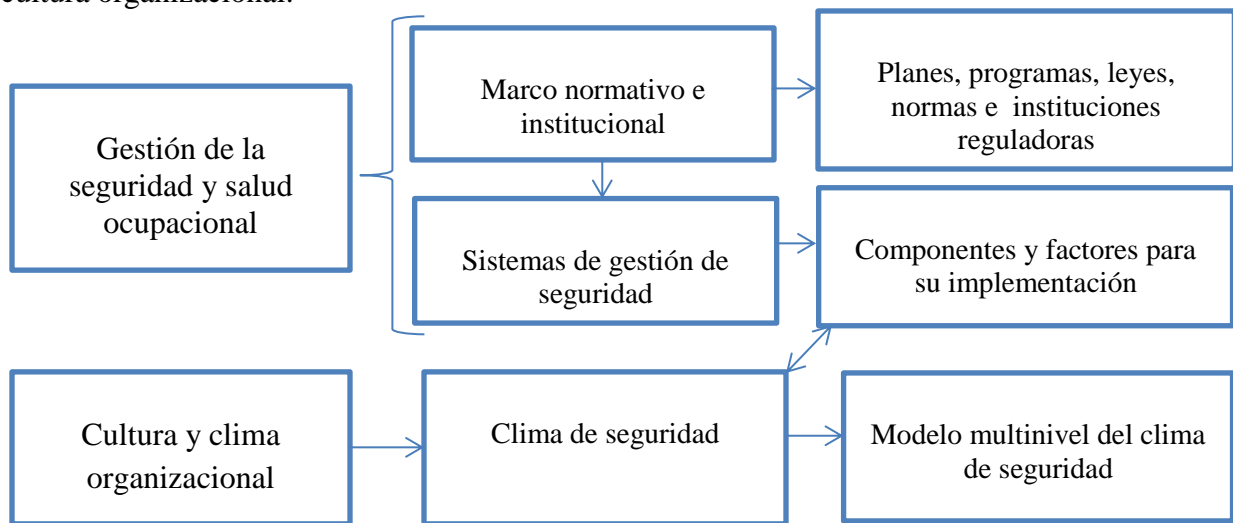 cultura organizacional.
Gestión de la
seguridad y salud
ocupacional
Marco normativo e
institucional
Planes, programas, leyes,
normas e instituciones
reguladoras
Sistemas de gestión de
seguridad
Componentes y factores para
su implementación
Cultura y clima
organizacional
Clima de seguridad
Modelo multinivel del clima
de seguridad